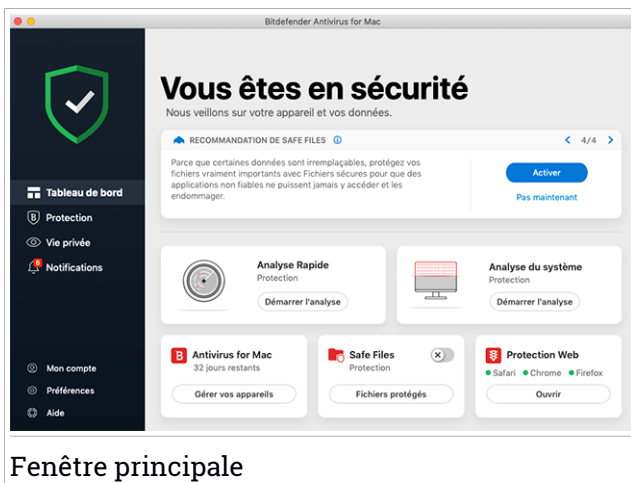 Bitdefender Antivirus for Mac
Vous êtes en sécurité
Nous veillons sur votre appareil et vos données.
RECOMMANDATION DE SAFE FILES
4/4
Parce que certaines données sont irremplaçables, protégez vos
fichiers vraiment importants avec Fichiers sécures pour que des
applications non fiables ne puissent jamais y accéder et les
endommager.
Activer
Pas maintenant
Tableau de bord
B Protection
Vie privée
6
Notifications
Mon compte
Préférences
Aide
Analyse Rapide
Protection
Démarrer l'analyse
Analyse du système
Protection
Démarrer l'analyse
B Antivirus for Mac
32 jours restants
Gérer vos appareils
Safe Files
Protection
Fichiers protégés
Protection Web
Safari Chrome Firefox
Ouvrir
Fenêtre principale